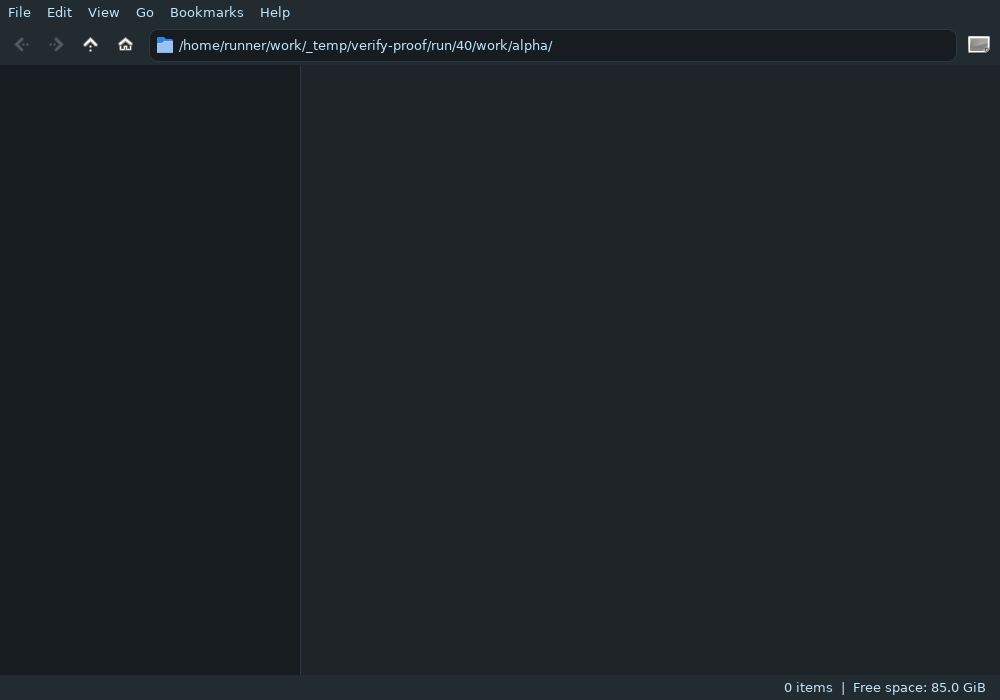 File Edit View Go Bookmarks Help
/home/runner/work/_temp/verify-proof/run/40/work/alpha/
0 items | Free space: 85.0 GiB